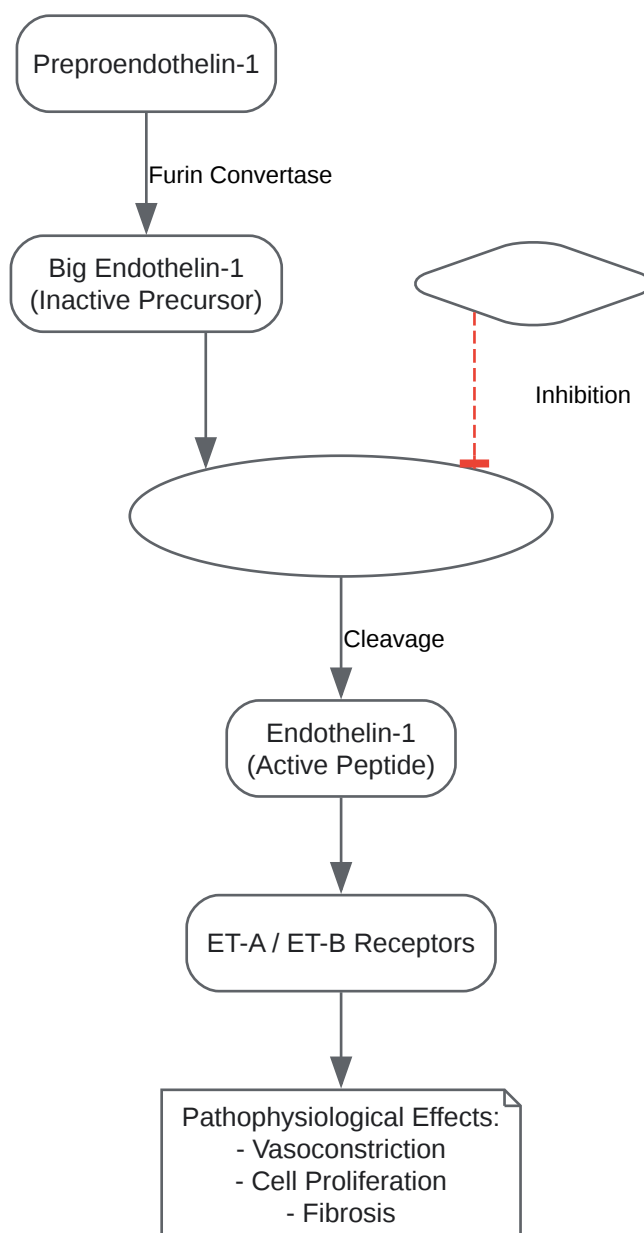 Preproendothelin-1
Furin Convertase
Big Endothelin-1
(Inactive Precursor)
Inhibition
Cleavage
Endothelin-1
(Active Peptide)
ET-A / ET-B Receptors
Pathophysiological Effects:
- Vasoconstriction
- Cell Proliferation
- Fibrosis